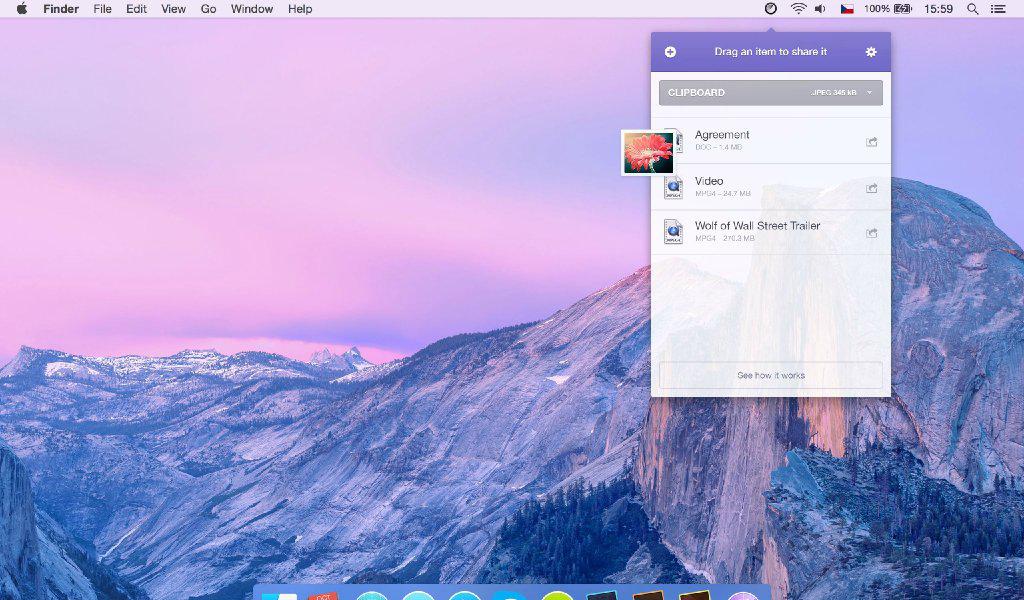 Finder File Edit View Go Window Help 100% 15:59
Drag an item to share it
CLIPBOARD JPEG 345 kB
Agreement
DOC – 1.4 MB
Video
MPG4 – 24.7 MB
Wolf of Wall Street Trailer
MPG4 – 270.3 MB
See how it works
OCT